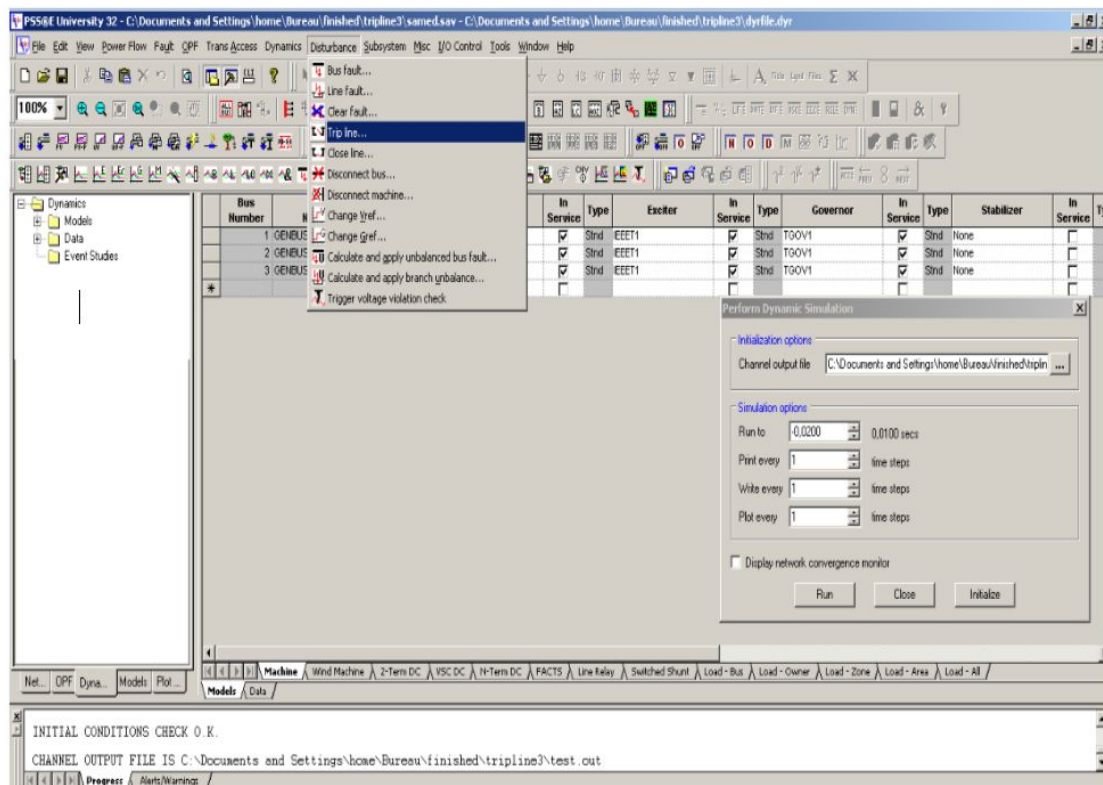 PSS®E University 32 - C:\Documents and Settings\home\Bureau\finished\tripline3\samed.sav - C:\Documents and Settings\home\Bureau\finished\tripline3\dyrfile.dyr
File Edit View Power Flow Fault OPF Trans Access Dynamics Disturbance Subsystem Misc I/O Control Tools Window Help
Bus fault...
Line fault...
100%
Clear fault...
Trip line...
Close line...
Disconnect bus...
Disconnect machine...
Change Vref...
Change Gref...
Calculate and apply unbalanced bus fault...
Calculate and apply branch unbalance...
Trigger voltage violation check
Dynamics
Models
Data
Event Studies
Bus Number In Service Type Exciter In Service Type Governor In Service Type Stabilizer In Service
1 GENBUS Stnd IEEET1 Stnd TGOV1 Stnd None
2 GENBUS Stnd IEEET1 Stnd TGOV1 Stnd None
3 GENBUS Stnd IEEET1 Stnd TGOV1 Stnd None
*
Perform Dynamic Simulation
Initialization options
Channel output file C:\Documents and Settings\home\Bureau\finished\triplin ...
Simulation options
Run to -0,0200 0,0100 secs
Print every 1 time steps
Write every 1 time steps
Plot every 1 time steps
Display network convergence monitor
Run Close Initialize
Machine Wind Machine 2-Term DC VSC DC N-Term DC FACTS Line Relay Switched Shunt Load - Bus Load - Owner Load - Zone Load - Area Load - All
Net... OPF Dyna... Models Plot ...
Models Data
INITIAL CONDITIONS CHECK O.K.
CHANNEL OUTPUT FILE IS C:\Documents and Settings\home\Bureau\finished\tripline3\test.out
Progress Alerts/Warnings